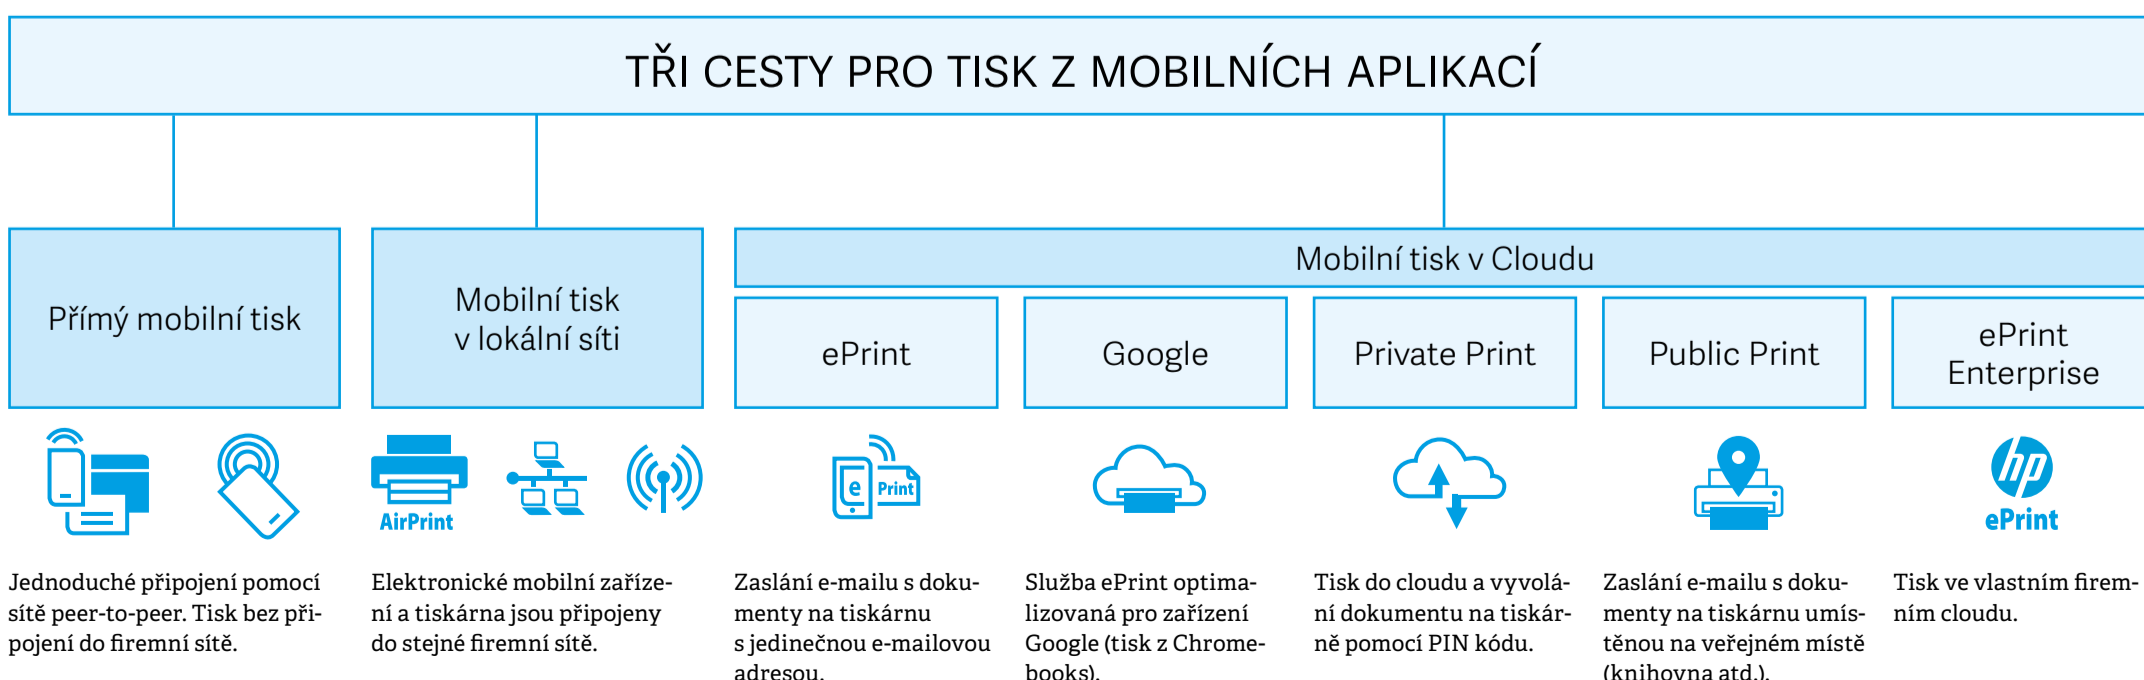 TŘI CESTY PRO TISK Z MOBILNÍCH APLIKACÍ
Přímý mobilní tisk
Mobilní tisk
v lokální síti
Mobilní tisk v Cloudu
ePrint
Google
Private Print
Public Print
ePrint
Enterprise
AirPrint
e Print
hp
ePrint
Jednoduché připojení pomocí
sítě peer-to-peer. Tisk bez při-
pojení do firemní sítě.
Elektronické mobilní zaříze-
ní a tiskárna jsou připojeny
do stejné firemní sítě.
Zaslání e-mailu s doku-
menty na tiskárnu
s jedinečnou e-mailovou
adresou.
Služba ePrint optima-
lizovaná pro zařízení
Google (tisk z Chrome-
books).
Tisk do cloudu a vyvolá-
ní dokumentu na tiskár-
ně pomocí PIN kódu.
Zaslání e-mailu s doku-
menty na tiskárnu umís-
těnou na veřejném místě
(knihovna atd.).
Tisk ve vlastním firem-
ním cloudu.